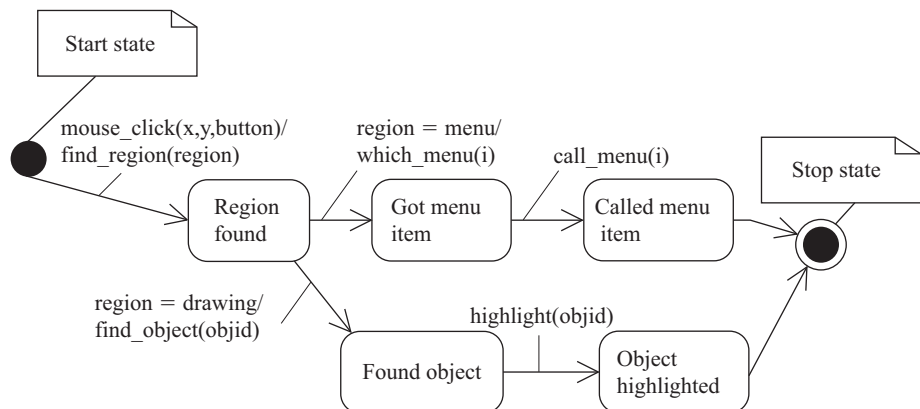 Start state
mouse_click(x,y,button)/
find_region(region)
region = menu/
which_menu(i)
call_menu(i)
Stop state
Region
found
Got menu
item
Called menu
item
region = drawing/
find_object(objid)
highlight(objid)
Found object
Object
highlighted